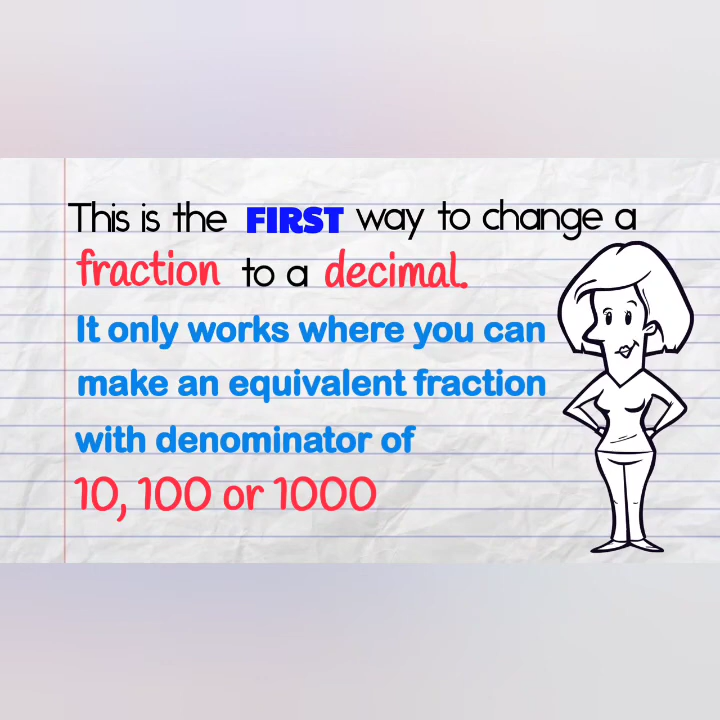 This is the FIRST way to change a
fraction to a decimal.
It only works where you can
make an equivalent fraction
with denominator of
10, 100 or 1000